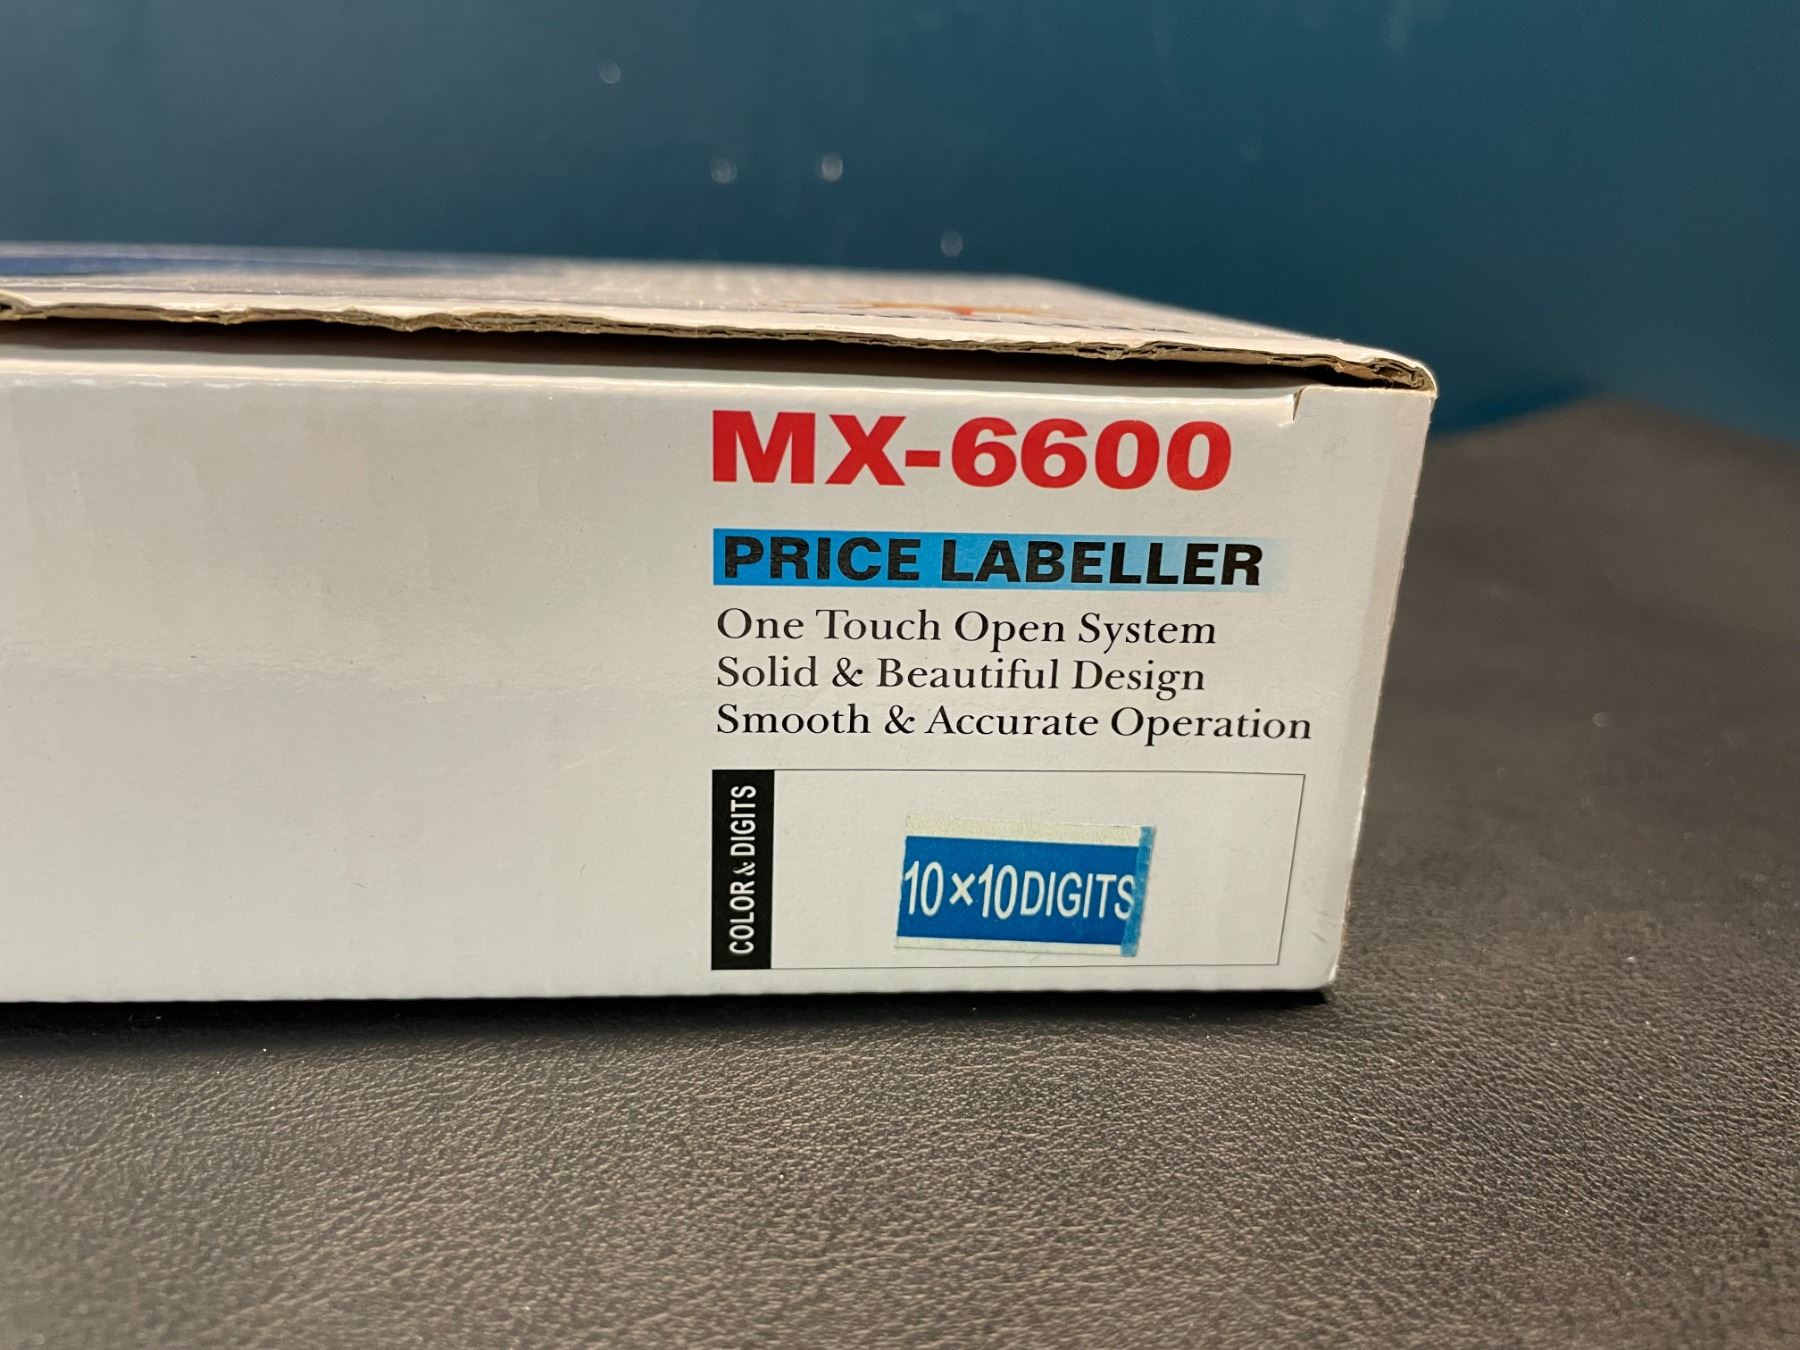 MX-6600
PRICE LABELLER
One Touch Open System
Solid & Beautiful Design
Smooth & Accurate Operation
COLOR & DIGITS
10×10DIGITS